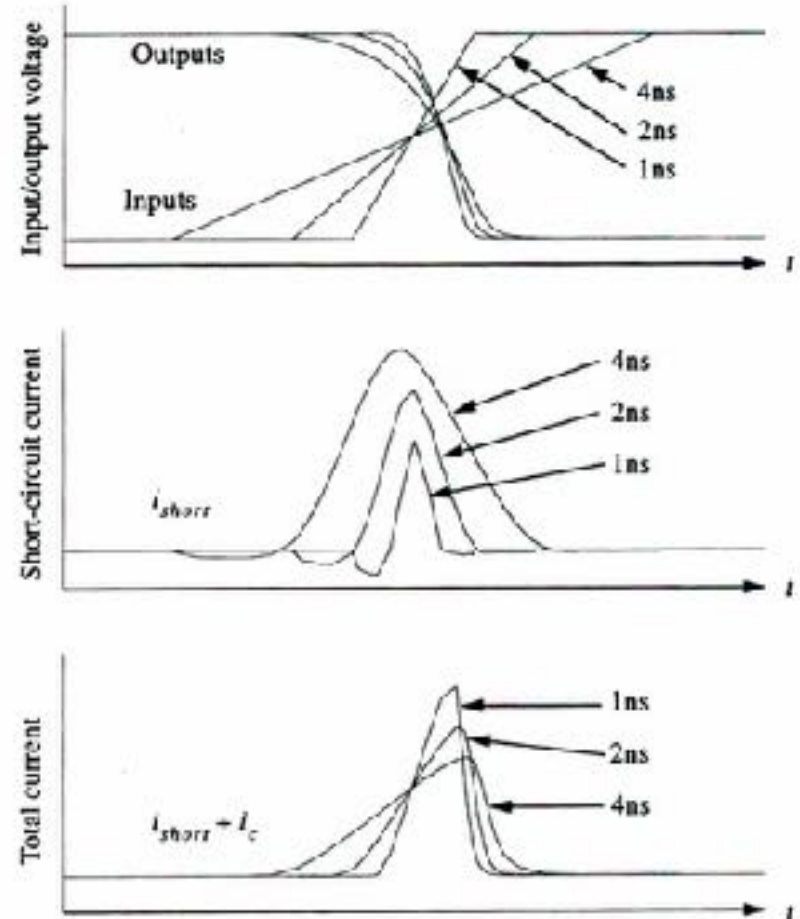 Input/output voltage
Outputs
Inputs
4ns
2ns
1ns
t
Short-circuit current
i_short
4ns
2ns
1ns
t
Total current
i_short + i_c
1ns
2ns
4ns
t